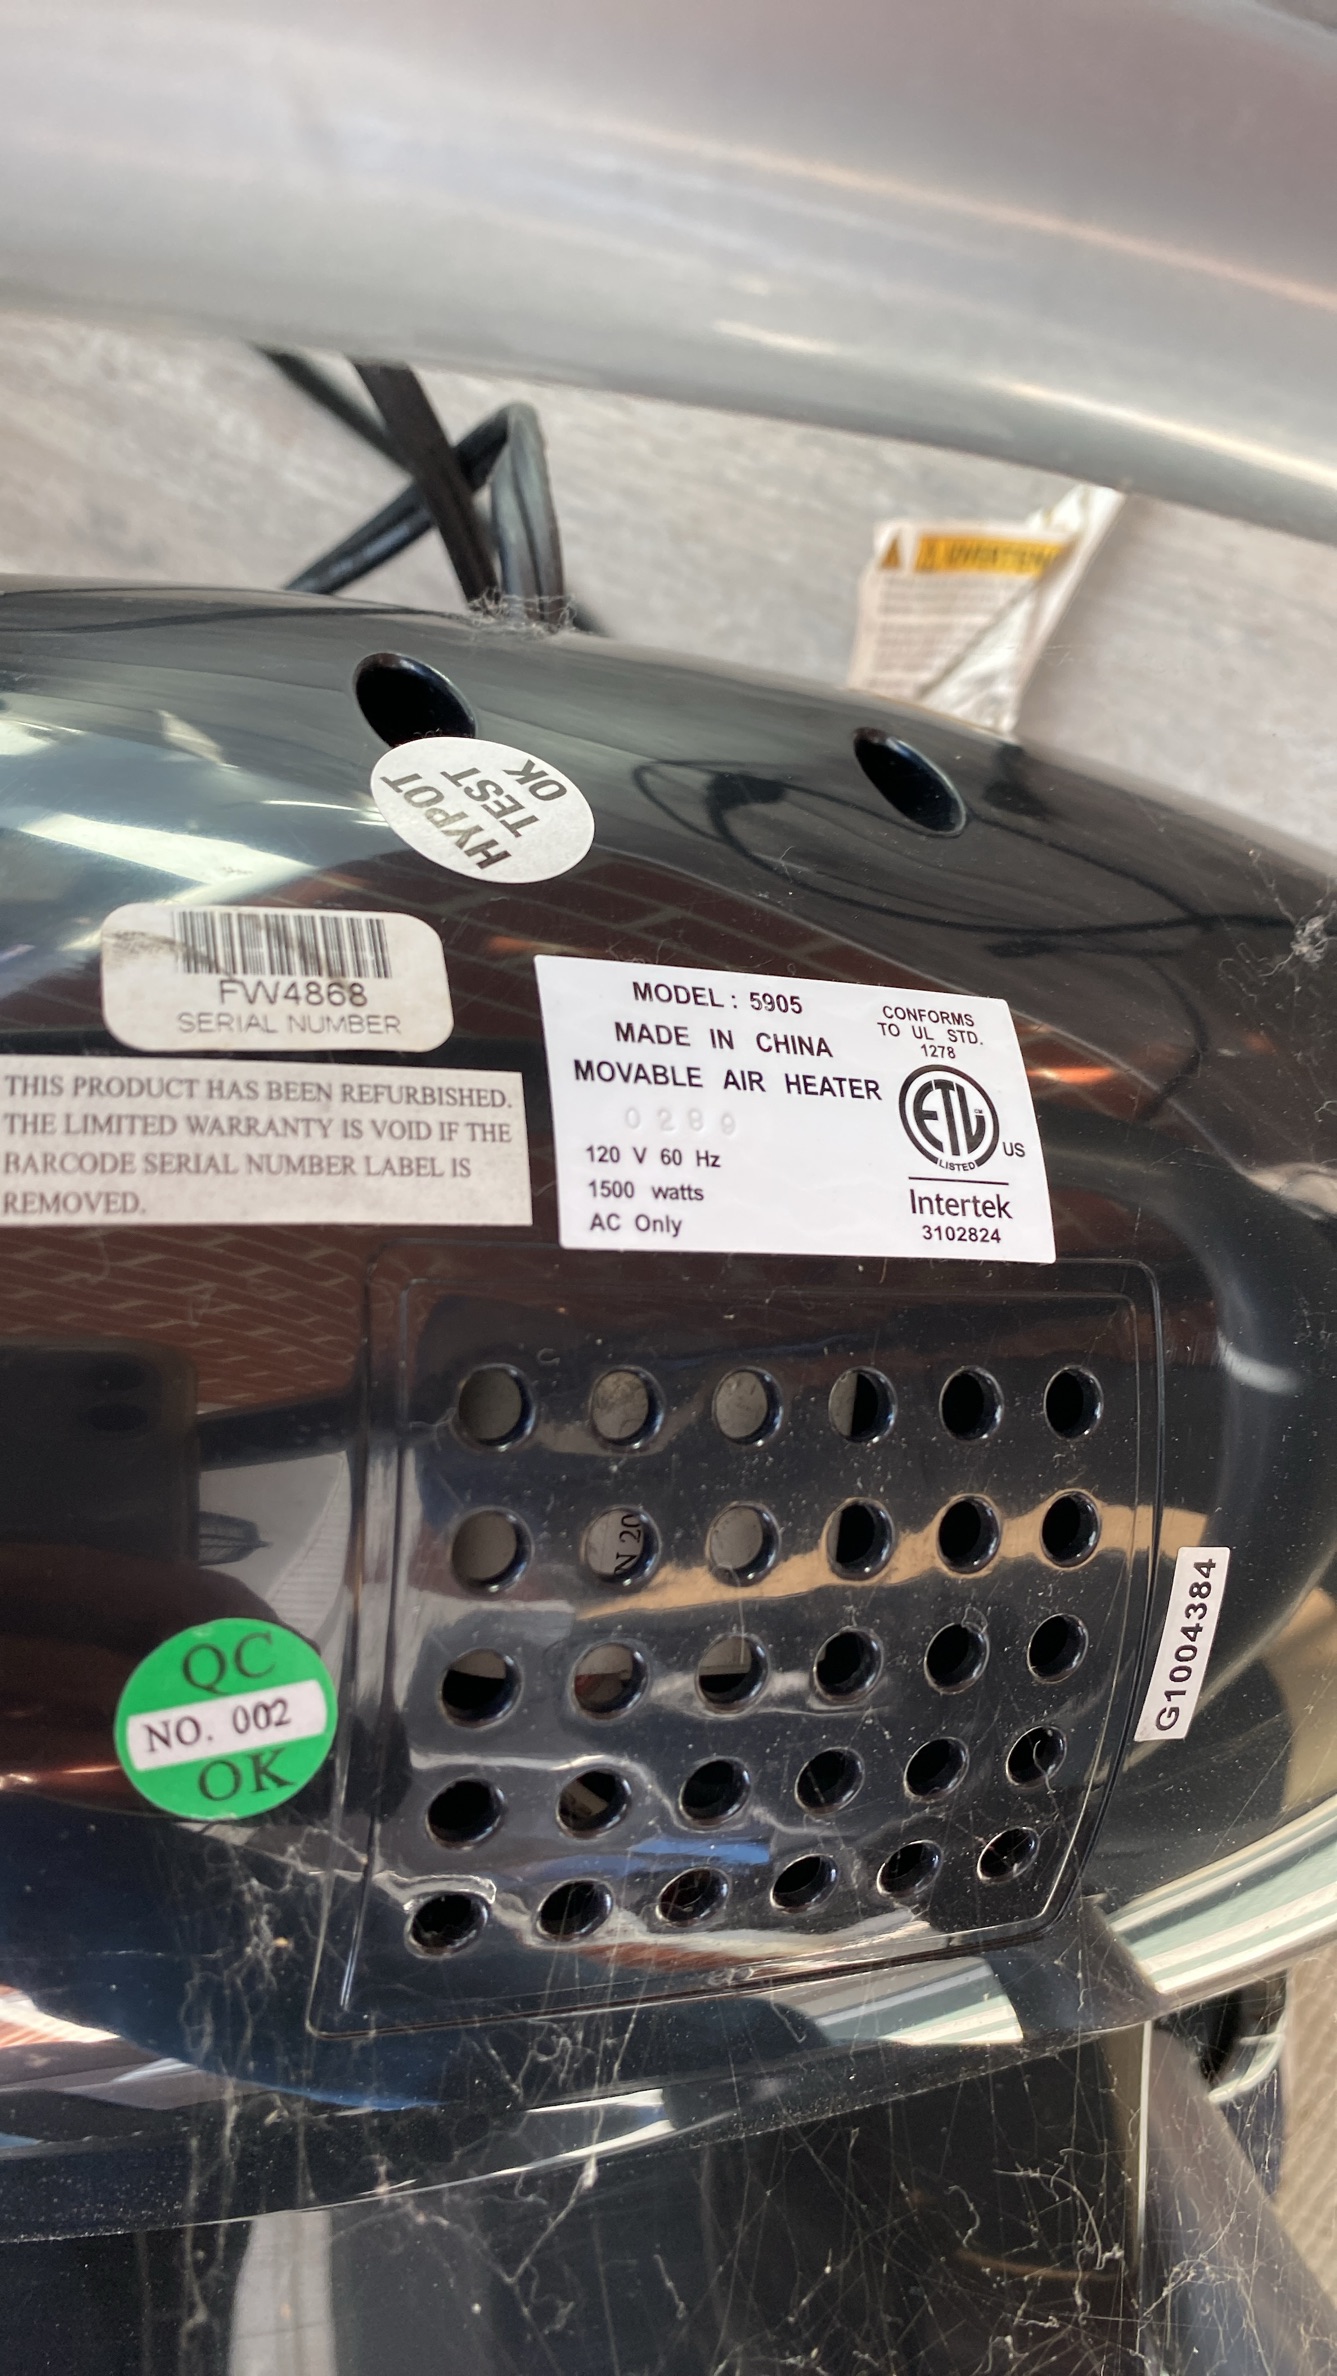 HYPOT
TEST
OK
FW4868
SERIAL NUMBER
THIS PRODUCT HAS BEEN REFURBISHED.
THE LIMITED WARRANTY IS VOID IF THE
BARCODE SERIAL NUMBER LABEL IS
REMOVED.
MODEL : 5905
MADE IN CHINA
MOVABLE AIR HEATER
0289
120 V 60 Hz
1500 watts
AC Only
CONFORMS
TO UL STD.
1278
ETL
CM
LISTED
US
Intertek
3102824
N 20
G1004384
QC
NO. 002
OK